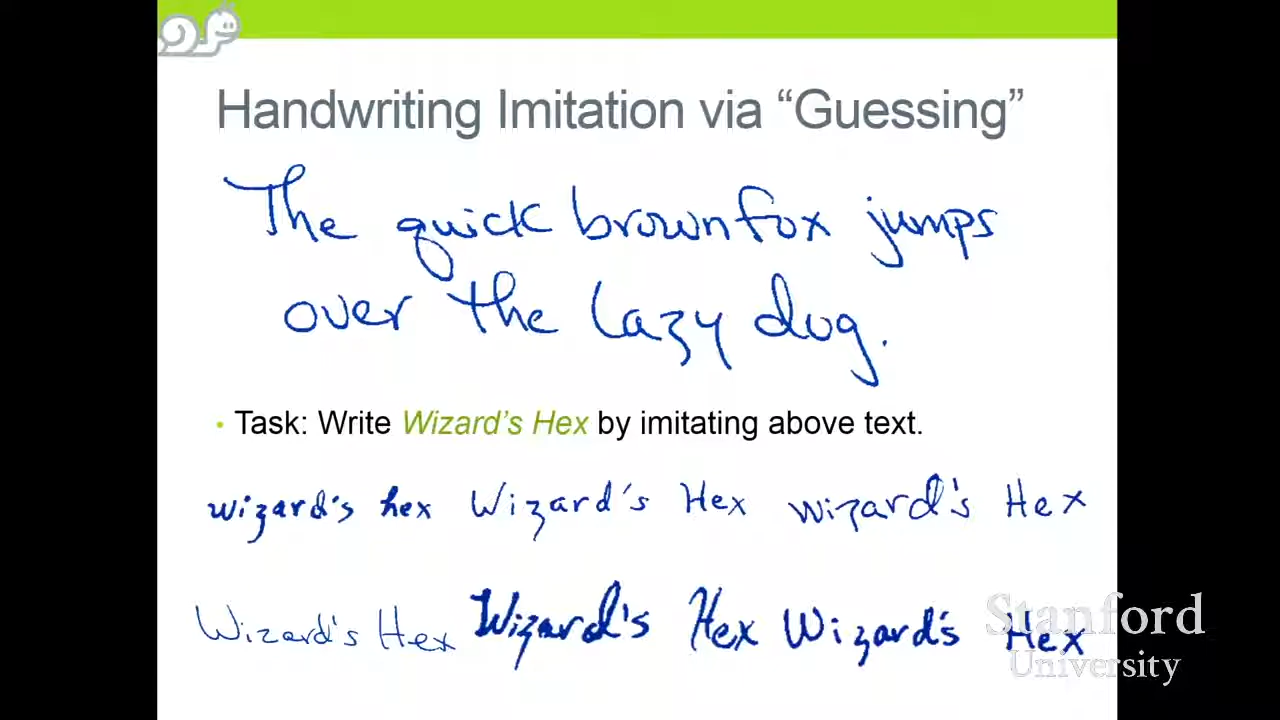 Handwriting Imitation via “Guessing”
The quick brown fox jumps
over the lazy dog.
• Task: Write Wizard’s Hex by imitating above text.
wizard's hex Wizard's Hex wizard's Hex
Wizard's Hex Wizard's Hex Wizard's Hex
Stanford
University